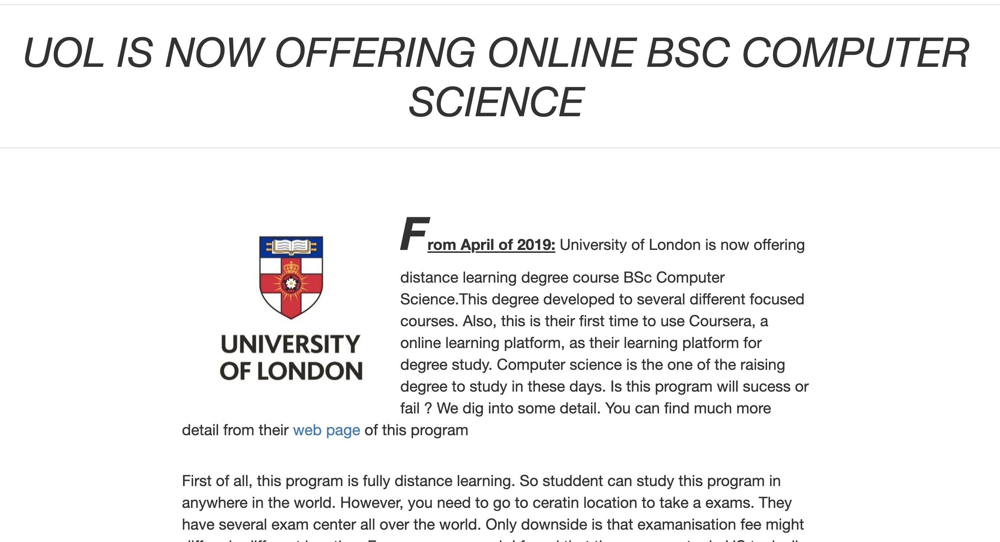 UOL IS NOW OFFERING ONLINE BSC COMPUTER
SCIENCE
UNIVERSITY
OF LONDON
From April of 2019: University of London is now offering
distance learning degree course BSc Computer
Science.This degree developed to several different focused
courses. Also, this is their first time to use Coursera, a
online learning platform, as their learning platform for
degree study. Computer science is the one of the raising
degree to study in these days. Is this program will sucess or
fail ? We dig into some detail. You can find much more
detail from their web page of this program
First of all, this program is fully distance learning. So studdent can study this program in
anywhere in the world. However, you need to go to ceratin location to take a exams. They
have several exam center all over the world. Only downside is that examanisation fee might